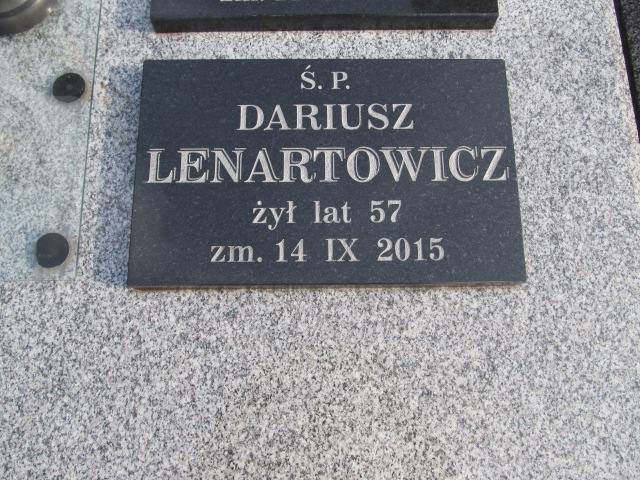 Ś. P.
DARIUSZ
LENARTOWICZ
żył lat 57
zm. 14 IX 2015